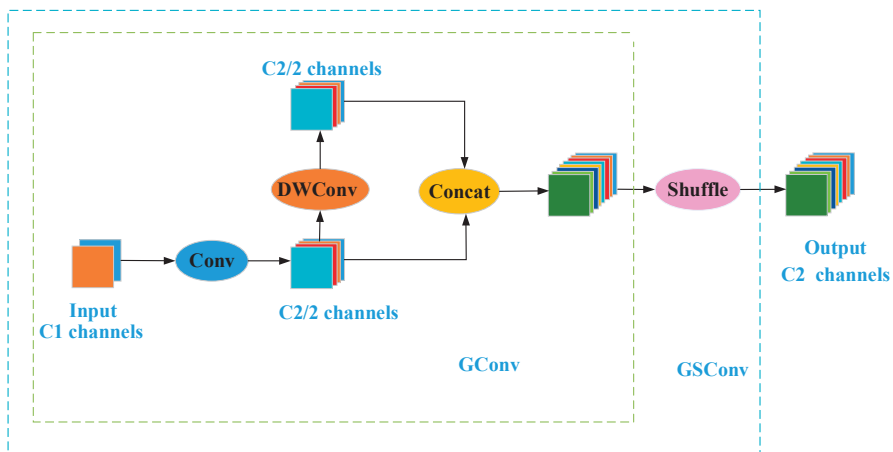 C2/2 channels
DWConv
Concat
Shuffle
Conv
Input
C1 channels
C2/2 channels
Output
C2 channels
GConv
GSConv